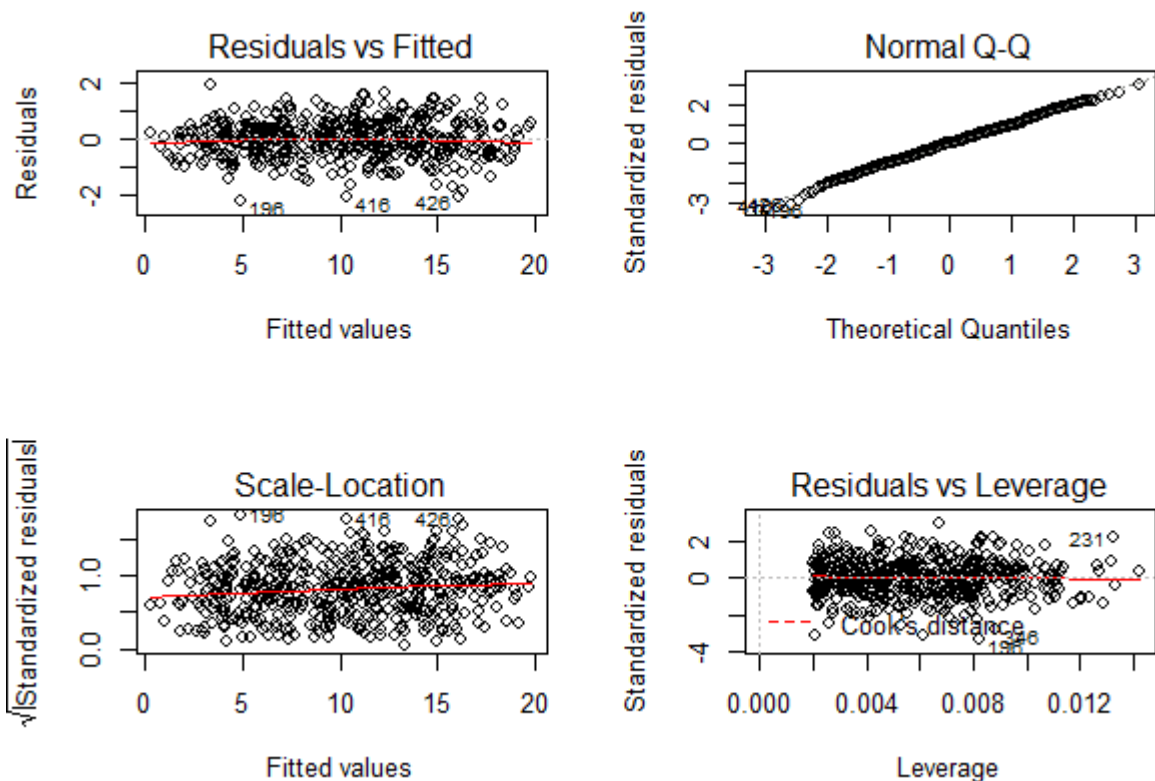 Residuals vs Fitted
Residuals
2
0
-2
196
416
426
0 5 10 15 20
Fitted values
Normal Q-Q
Standardized residuals
2
0
-3
-3 -2 -1 0 1 2 3
Theoretical Quantiles
Scale-Location
√|Standardized residuals|
1.0
0.0
196
416
426
0 5 10 15 20
Fitted values
Residuals vs Leverage
Standardized residuals
2
0
-4
231
Cook's distance
346
196
0.000 0.004 0.008 0.012
Leverage